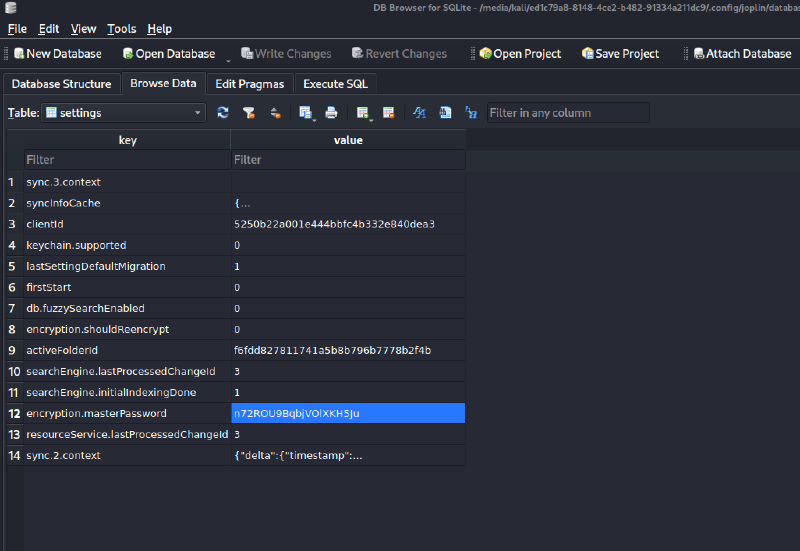 DB Browser for SQLite - /media/kali/ed1c79a8-8148-4ce2-b482-91334a211dc9/.config/joplin/databas
File Edit View Tools Help
New Database Open Database Write Changes Revert Changes Open Project Save Project Attach Database
Database Structure Browse Data Edit Pragmas Execute SQL
Table: settings Filter in any column
key value
Filter Filter
1 sync.3.context
2 syncInfoCache {...
3 clientId 5250b22a001e444bbfc4b332e840dea3
4 keychain.supported 0
5 lastSettingDefaultMigration 1
6 firstStart 0
7 db.fuzzySearchEnabled 0
8 encryption.shouldReencrypt 0
9 activeFolderId f6fdd827811741a5b8b796b7778b2f4b
10 searchEngine.lastProcessedChangeId 3
11 searchEngine.initialIndexingDone 1
12 encryption.masterPassword n72ROU9BqbjVOlXKH5Ju
13 resourceService.lastProcessedChangeId 3
14 sync.2.context {"delta":{"timestamp":...